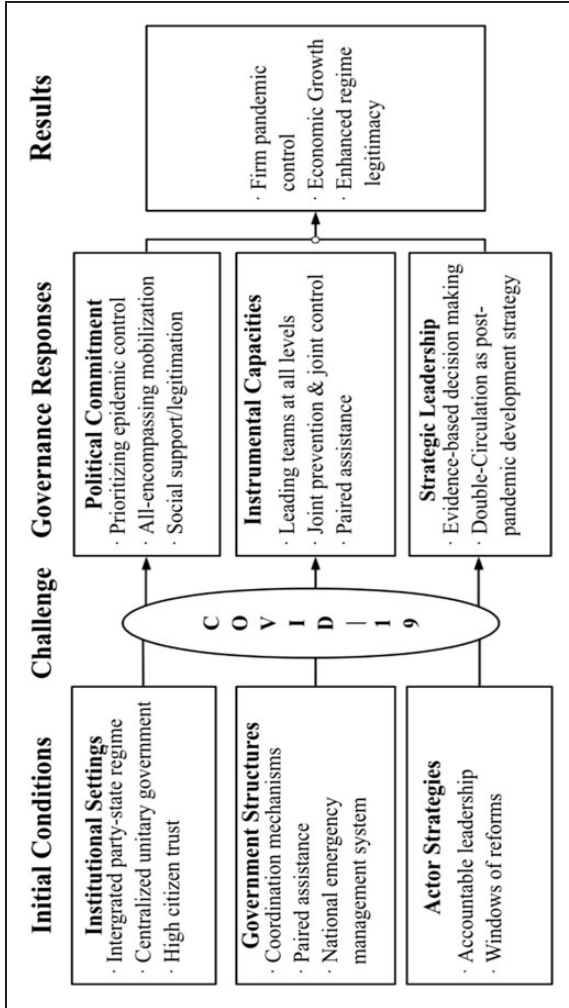 Initial Conditions
Challenge
Governance Responses
Results
Institutional Settings
· Intergrated party-state regime
· Centralized unitary government
· High citizen trust
Government Structures
· Coordination mechanisms
· Paired assistance
· National emergency
management system
Actor Strategies
· Accountable leadership
· Windows of reforms
C
O
V
I
D
|
1
9
Political Commitment
· Prioritizing epidemic control
· All-encompassing mobilization
· Social support/legitimation
Instrumental Capacities
· Leading teams at all levels
· Joint prevention & joint control
· Paired assistance
Strategic Leadership
· Evidence-based decision making
· Double-Circulation as post-
pandemic development strategy
· Firm pandemic
control
· Economic Growth
· Enhanced regime
legitimacy